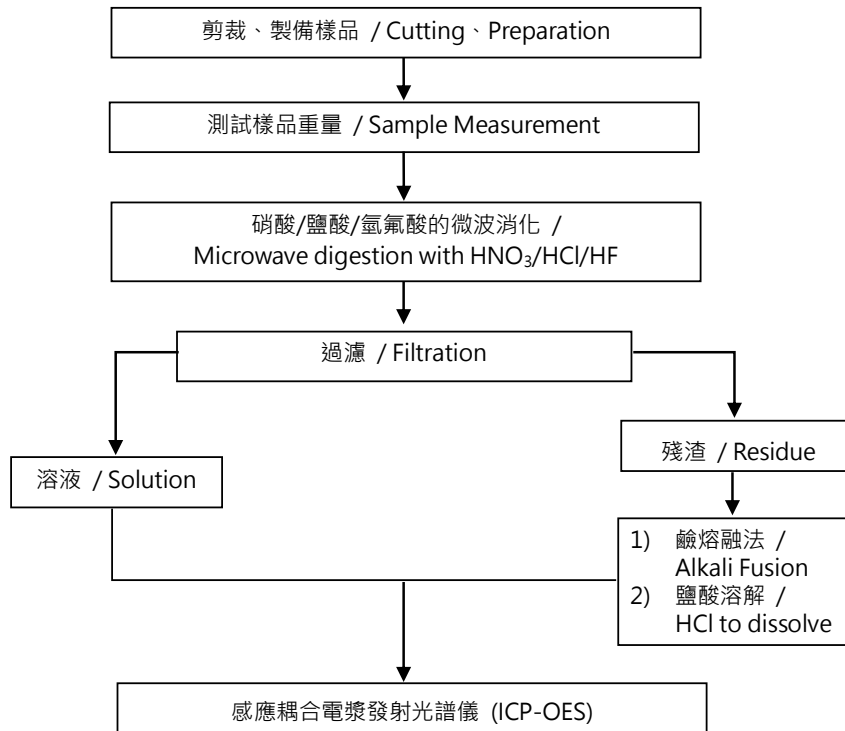 剪裁、製備樣品 / Cutting、Preparation
測試樣品重量 / Sample Measurement
硝酸/鹽酸/氫氟酸的微波消化 /
Microwave digestion with HNO₃/HCl/HF
過濾 / Filtration
溶液 / Solution
殘渣 / Residue
1) 鹼熔融法 /
Alkali Fusion
2) 鹽酸溶解 /
HCl to dissolve
感應耦合電漿發射光譜儀 (ICP-OES)